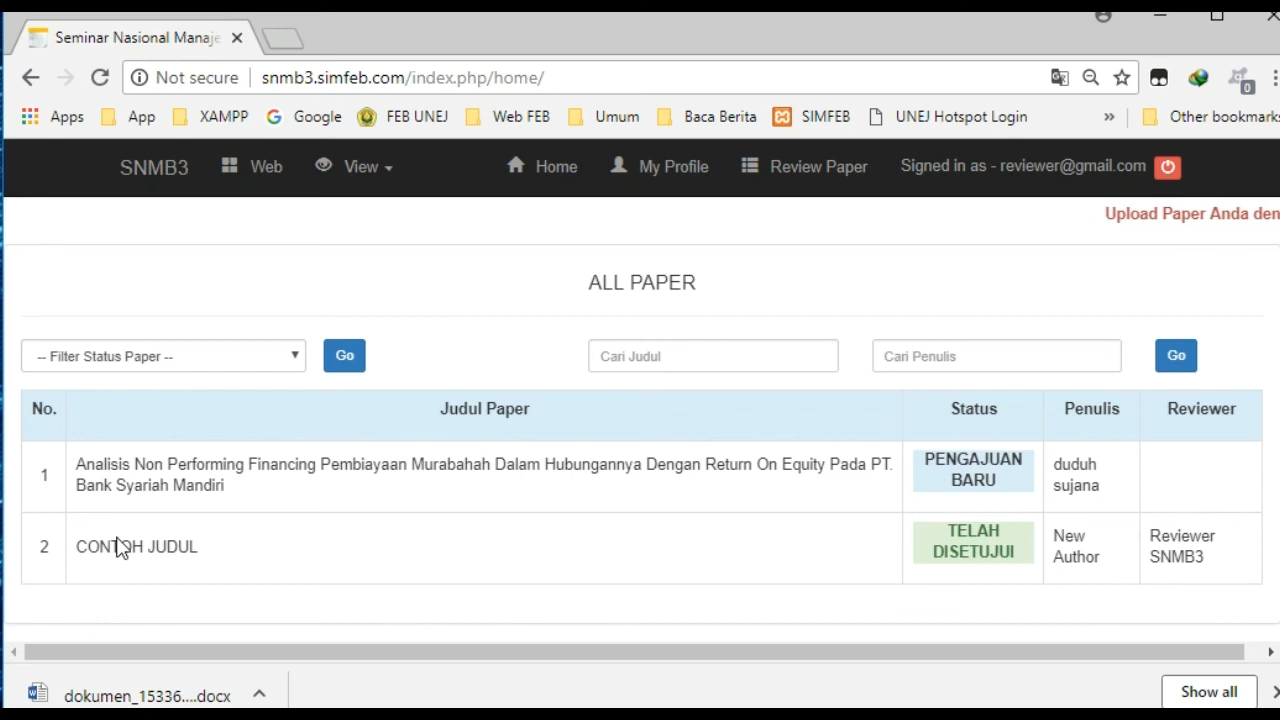 Seminar Nasional Manaje
Not secure snmb3.simfeb.com/index.php/home/
0
Apps App XAMPP Google FEB UNEJ Web FEB Umum Baca Berita SIMFEB UNEJ Hotspot Login » Other bookmarks
SNMB3 Web View Home My Profile Review Paper Signed in as - reviewer@gmail.com
Upload Paper Anda den
ALL PAPER
-- Filter Status Paper -- Go Cari Judul Cari Penulis Go
No. Judul Paper Status Penulis Reviewer
1 Analisis Non Performing Financing Pembiayaan Murabahah Dalam Hubungannya Dengan Return On Equity Pada PT.
Bank Syariah Mandiri
PENGAJUAN
BARU
duduh
sujana
2 CONTOH JUDUL
TELAH
DISETUJUI
New
Author
Reviewer
SNMB3
dokumen_15336....docx Show all